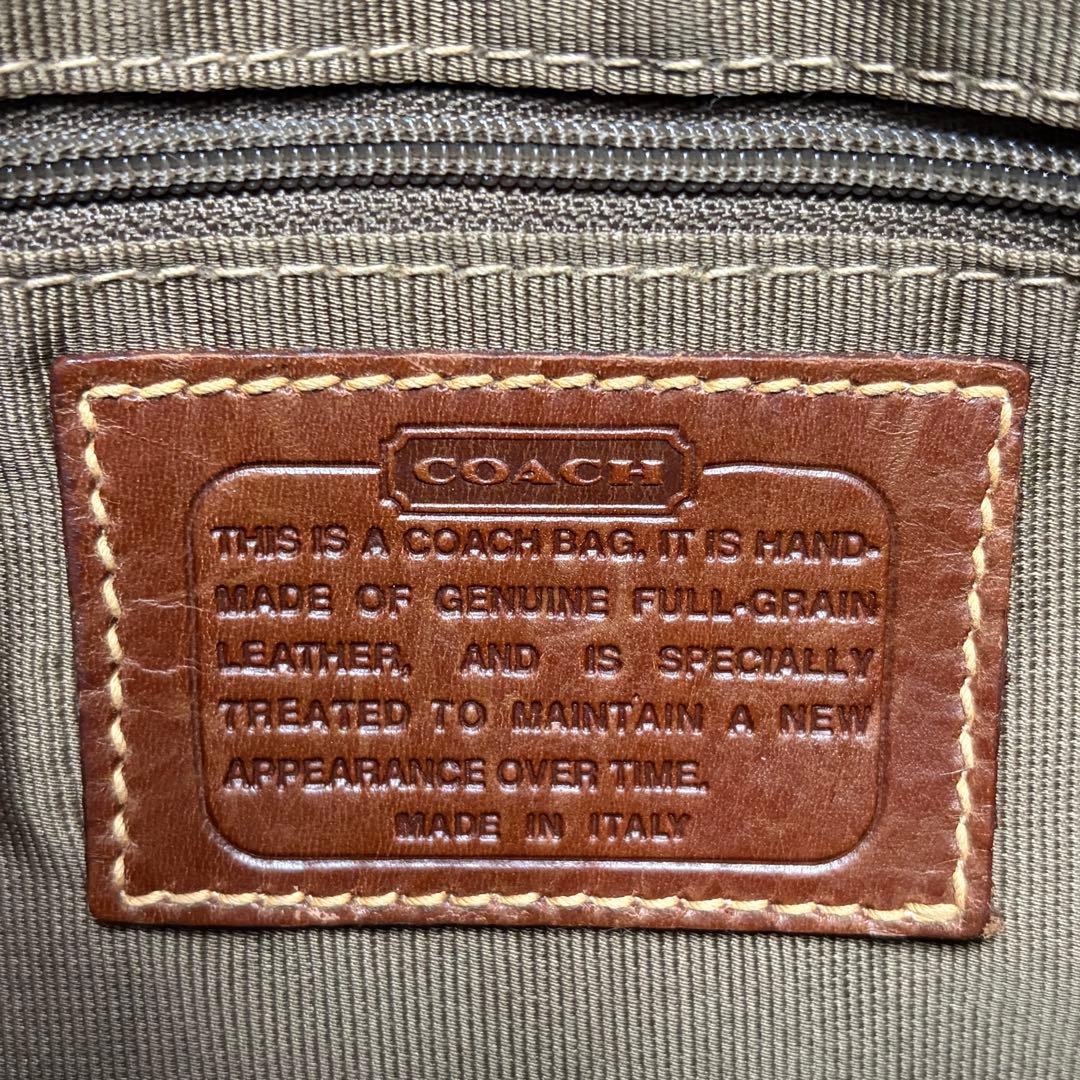 COACH
THIS IS A COACH BAG. IT IS HAND-
MADE OF GENUINE FULL-GRAIN
LEATHER, AND IS SPECIALLY
TREATED TO MAINTAIN A NEW
APPEARANCE OVER TIME.
MADE IN ITALY